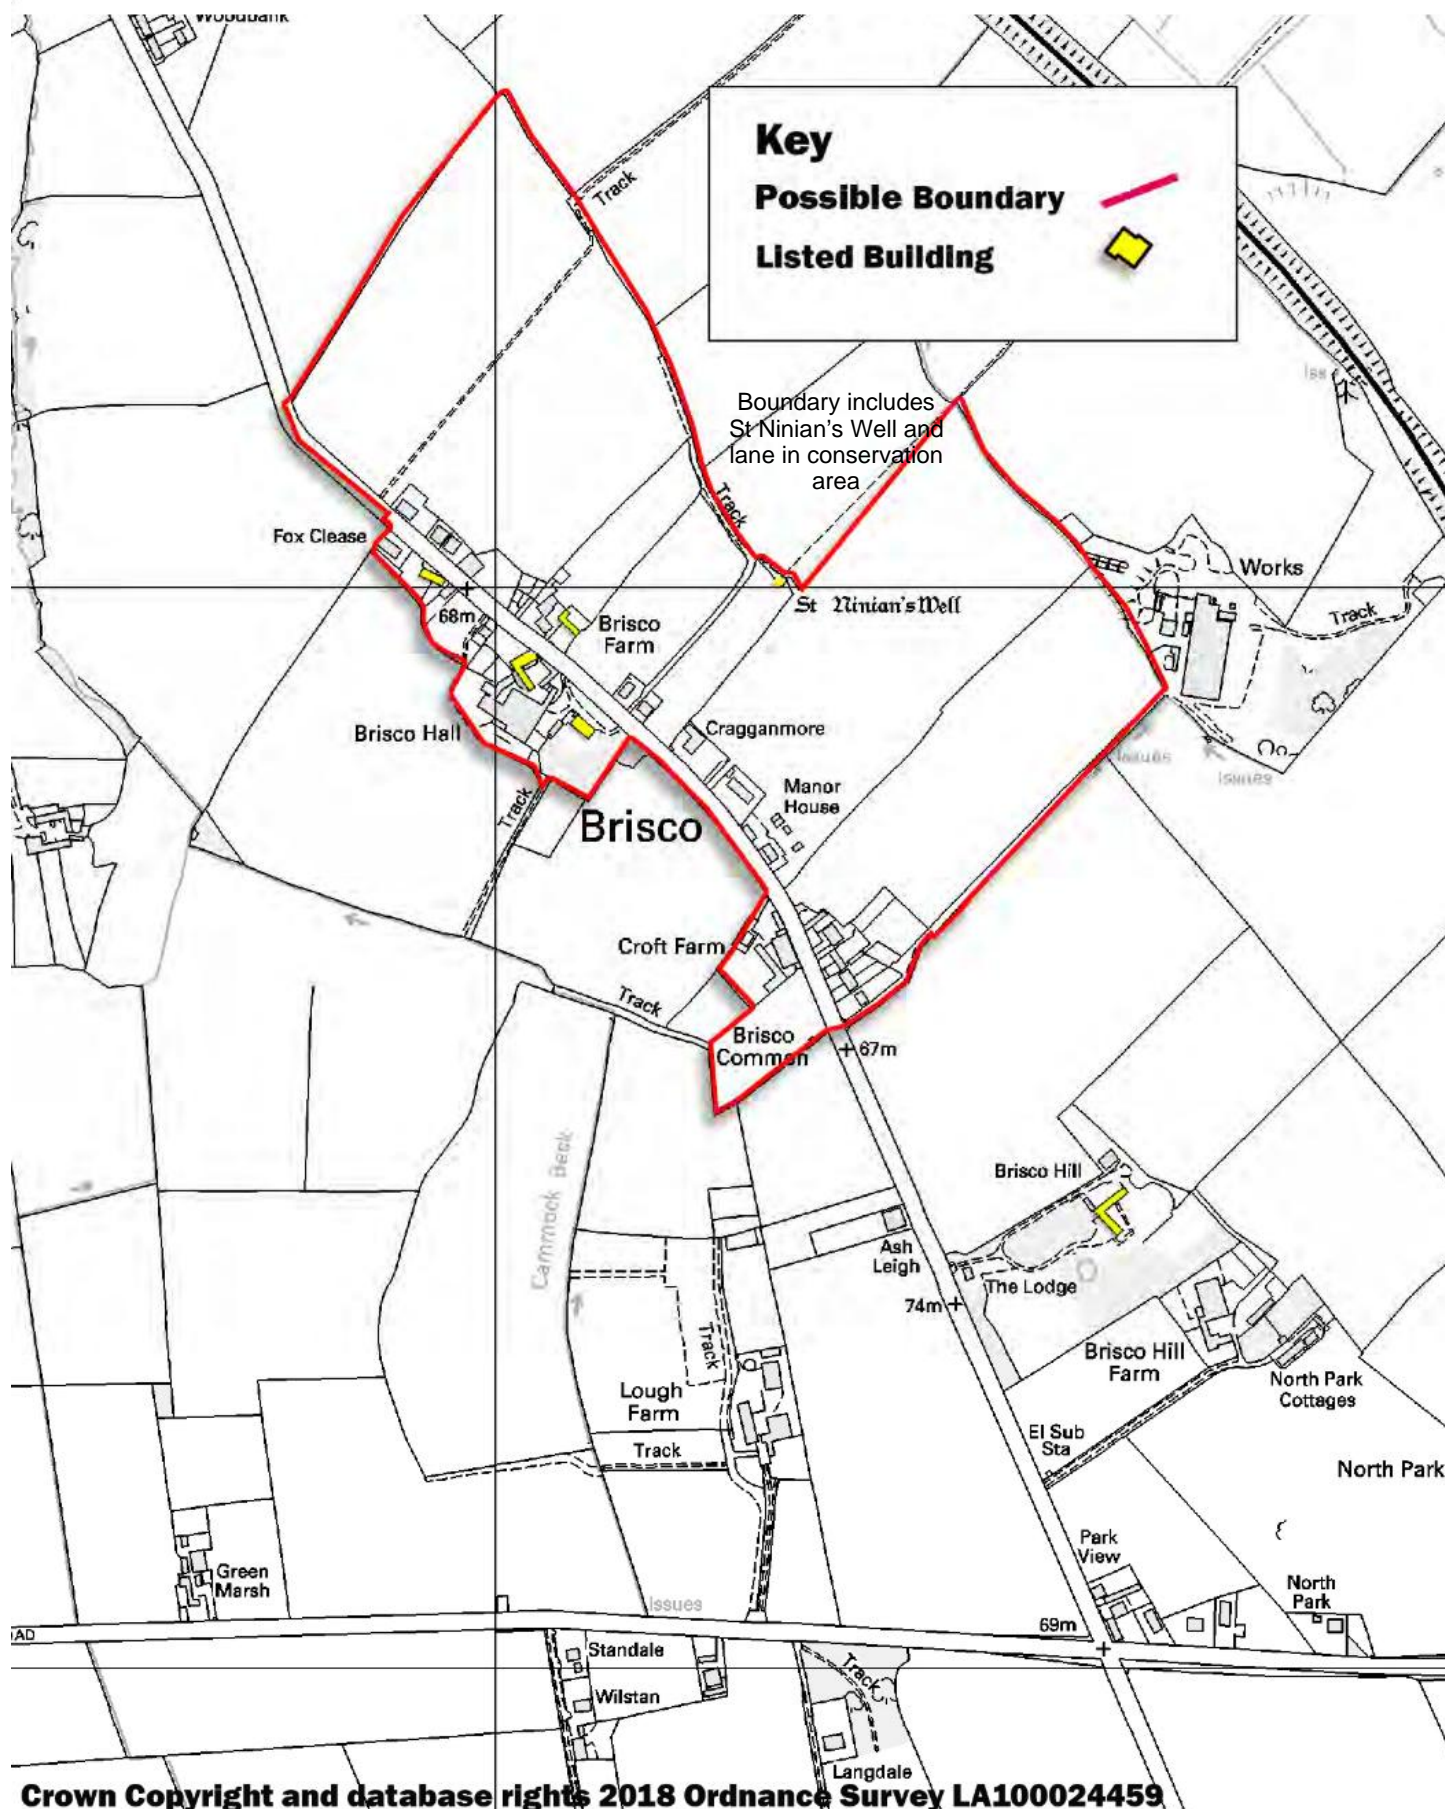 Woodbank
Key
Possible Boundary
Listed Building
Track
Iss
Boundary includes
St Ninian's Well and
lane in conservation
area
Track
Fox Clease
Works
Track
St Ninian's Well
68m
Brisco
Farm
Brisco Hall
Cragganmore
Issues
Issues
Manor
House
Track
Brisco
Croft Farm
Track
Brisco
Common
67m
Cammock Beck
Brisco Hill
Ash
Leigh
The Lodge
74m
Track
Brisco Hill
Farm
North Park
Cottages
Lough
Farm
El Sub
Sta
Track
North Park
Park
View
Green
Marsh
North
Park
Issues
69m
AD
Standale
Track
Wilstan
Langdale
Crown Copyright and database rights 2018 Ordnance Survey LA100024459